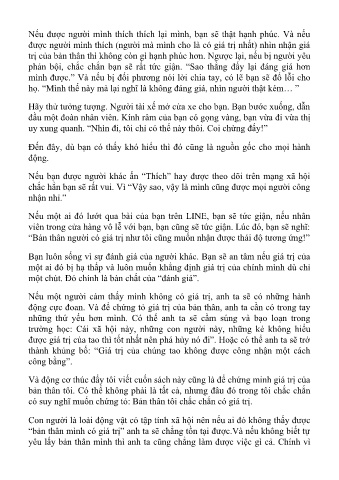 Nếu được người mình thích thích lại mình, bạn sẽ thật hạnh phúc. Và nếu
được người mình thích (người mà mình cho là có giá trị nhất) nhìn nhận giá
trị của bản thân thì không còn gì hạnh phúc hơn. Ngược lại, nếu bị người yêu
phản bội, chắc chắn bạn sẽ rất tức giận. “Sao thằng đấy lại đáng giá hơn
mình được.” Và nếu bị đối phương nói lời chia tay, có lẽ bạn sẽ đổ lỗi cho
họ. “Mình thế này mà lại nghĩ là không đáng giá, nhìn người thật kém… ”
Hãy thử tưởng tượng. Người tài xế mở cửa xe cho bạn. Bạn bước xuống, dẫn
đầu một đoàn nhân viên. Kính râm của bạn có gọng vàng, bạn vừa đi vừa thị
uy xung quanh. “Nhìn đi, tôi chỉ có thế này thôi. Coi chừng đấy!”
Đến đây, dù bạn có thấy khó hiểu thì đó cũng là nguồn gốc cho mọi hành
động.
Nếu bạn được người khác ấn “Thích” hay được theo dõi trên mạng xã hội
chắc hẳn bạn sẽ rất vui. Vì “Vậy sao, vậy là mình cũng được mọi người công
nhận nhỉ.”
Nếu một ai đó lướt qua bài của bạn trên LINE, bạn sẽ tức giận, nếu nhân
viên trong cửa hàng vô lễ với bạn, bạn cũng sẽ tức giận. Lúc đó, bạn sẽ nghĩ:
“Bản thân người có giá trị như tôi cũng muốn nhận được thái độ tương ứng!”
Bạn luôn sống vì sự đánh giá của người khác. Bạn sẽ an tâm nếu giá trị của
một ai đó bị hạ thấp và luôn muốn khẳng định giá trị của chính mình dù chỉ
một chút. Đó chính là bản chất của “đánh giá”.
Nếu một người cảm thấy mình không có giá trị, anh ta sẽ có những hành
động cực đoan. Và để chứng tỏ giá trị của bản thân, anh ta cần có trong tay
những thứ yếu hơn mình. Có thể anh ta sẽ cầm súng và bạo loạn trong
trường học: Cái xã hội này, những con người này, những kẻ không hiểu
được giá trị của tao thì tốt nhất nên phá hủy nó đi”. Hoặc có thể anh ta sẽ trở
thành khủng bố: “Giá trị của chúng tao không được công nhận một cách
công bằng”.
Và động cơ thúc đẩy tôi viết cuốn sách này cũng là để chứng minh giá trị của
bản thân tôi. Có thể không phải là tất cả, nhưng đâu đó trong tôi chắc chắn
có suy nghĩ muốn chứng tỏ: Bản thân tôi chắc chắn có giá trị.
Con người là loài động vật có tập tính xã hội nên nếu ai đó không thấy được
“bản thân mình có giá trị” anh ta sẽ chẳng tồn tại được.Và nếu không biết tự
yêu lấy bản thân mình thì anh ta cũng chẳng làm được việc gì cả. Chính vì